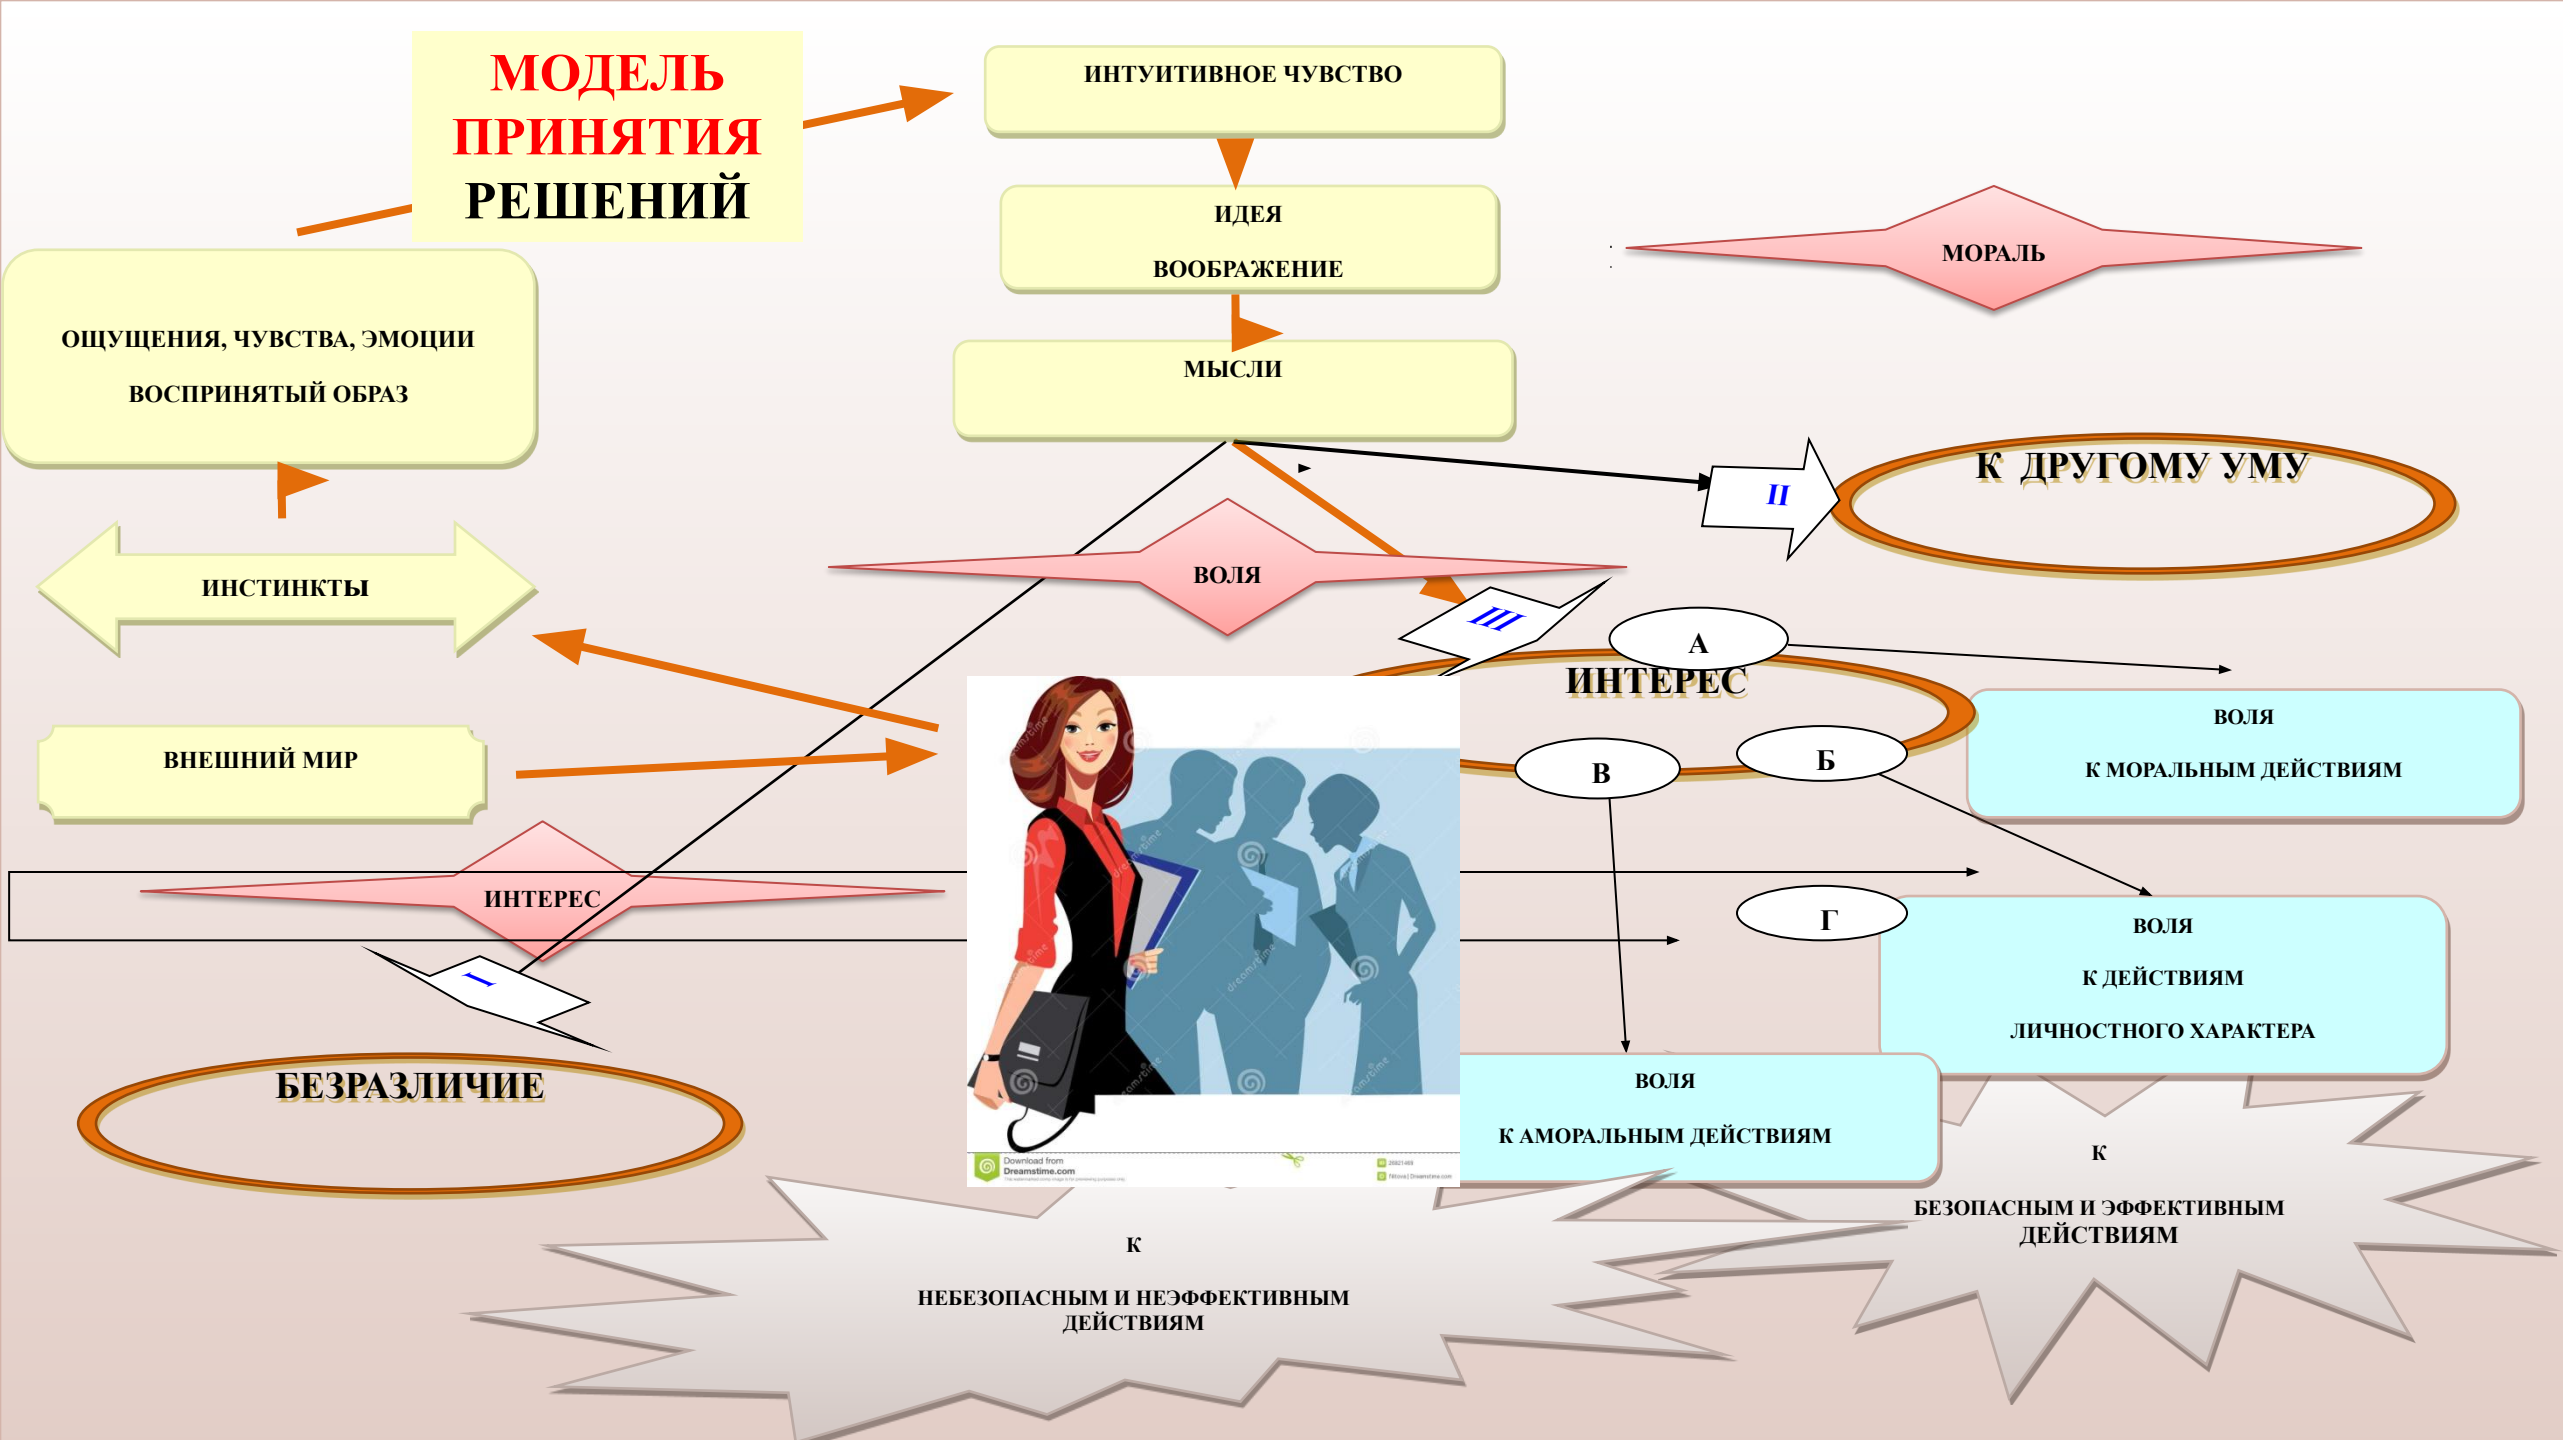 МОДЕЛЬ
ПРИНЯТИЯ
РЕШЕНИЙ
ИНТУИТИВНОЕ ЧУВСТВО
ИДЕЯ
ВООБРАЖЕНИЕ
МОРАЛЬ
ОЩУЩЕНИЯ, ЧУВСТВА, ЭМОЦИИ
ВОСПРИНЯТЫЙ ОБРАЗ
МЫСЛИ
К ДРУГОМУ УМУ
II
ИНСТИНКТЫ
ВОЛЯ
III
А
ИНТЕРЕС
ВОЛЯ
К МОРАЛЬНЫМ ДЕЙСТВИЯМ
ВНЕШНИЙ МИР
В
Б
ИНТЕРЕС
Г
ВОЛЯ
К ДЕЙСТВИЯМ
ЛИЧНОСТНОГО ХАРАКТЕРА
I
БЕЗРАЗЛИЧИЕ
ВОЛЯ
К АМОРАЛЬНЫМ ДЕЙСТВИЯМ
К
БЕЗОПАСНЫМ И ЭФФЕКТИВНЫМ
ДЕЙСТВИЯМ
Download from
Dreamstime.com
К
НЕБЕЗОПАСНЫМ И НЕЭФФЕКТИВНЫМ
ДЕЙСТВИЯМ